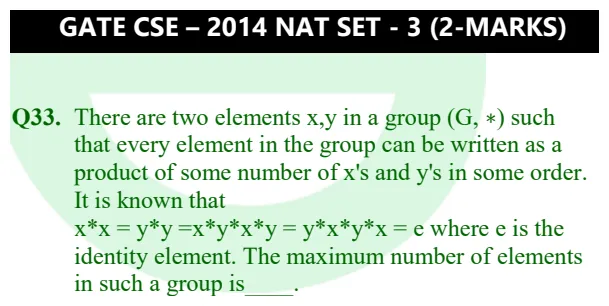 GATE CSE – 2014 NAT SET - 3 (2-MARKS)
Q33. There are two elements x,y in a group (G, ∗) such
that every element in the group can be written as a
product of some number of x's and y's in some order.
It is known that
x*x = y*y =x*y*x*y = y*x*y*x = e where e is the
identity element. The maximum number of elements
in such a group is____.